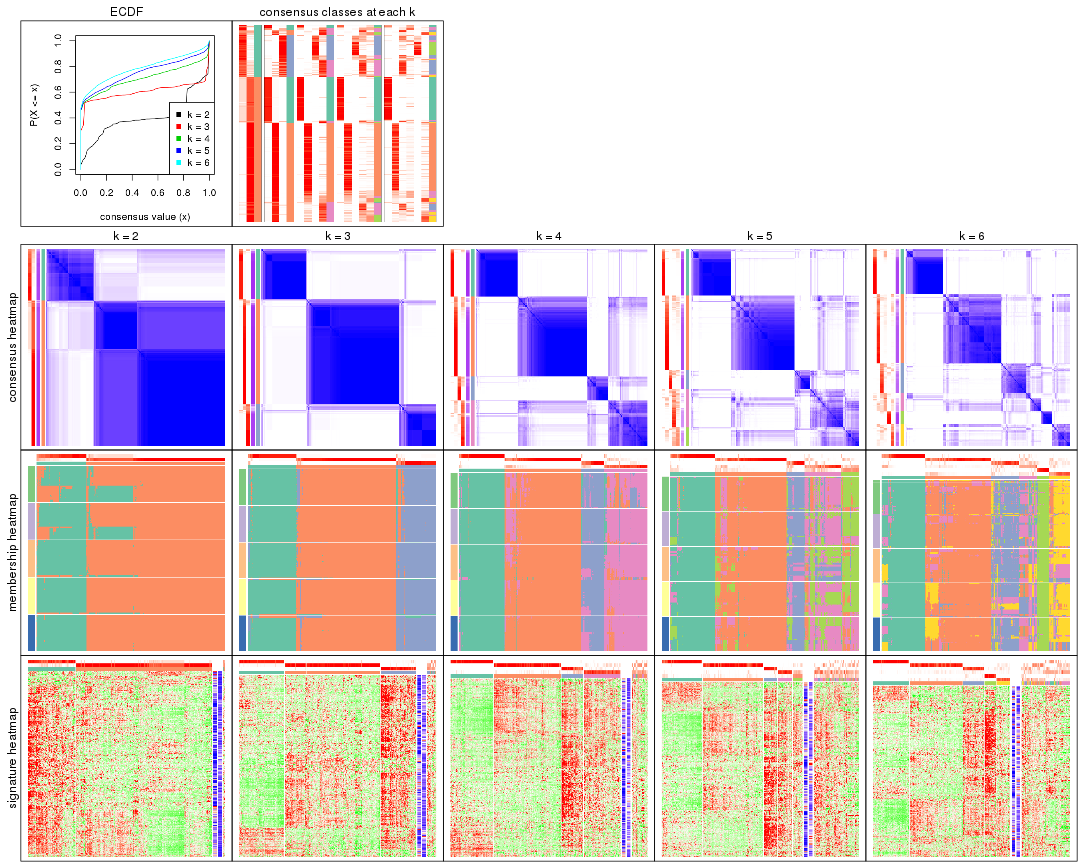 ECDF
consensus classes at each k
P(X <= x)
0.0
0.2
0.4
0.6
0.8
1.0
k = 2
k = 3
k = 4
k = 5
k = 6
0.0 0.2 0.4 0.6 0.8 1.0
consensus value (x)
k = 2
k = 3
k = 4
k = 5
k = 6
consensus heatmap
membership heatmap
signature heatmap